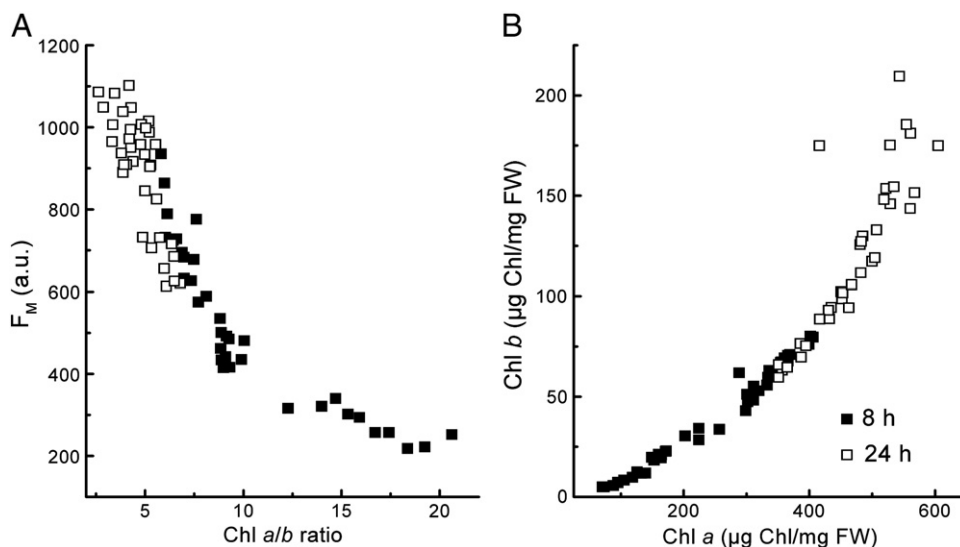 A
1200
1000
800
600
400
200
F_M (a.u.)
5
10
15
20
Chl a/b ratio
B
200
150
100
50
0
Chl b (µg Chl/mg FW)
8 h
24 h
200
400
600
Chl a (µg Chl/mg FW)